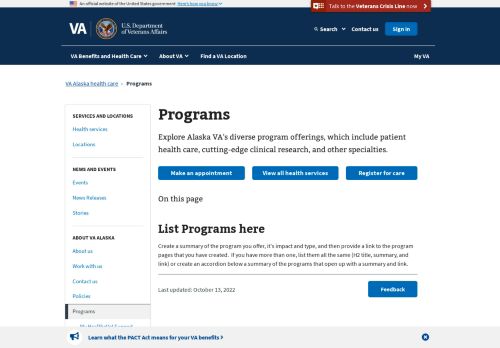 An official website of the United States government Here's how you know
Talk to the Veterans Crisis Line now
VA
U.S. Department
of Veterans Affairs
Search
Contact us
Sign in
VA Benefits and Health Care
About VA
Find a VA Location
My VA
VA Alaska health care
Programs
SERVICES AND LOCATIONS
Health services
Locations
NEWS AND EVENTS
Events
News Releases
Stories
ABOUT VA ALASKA
About us
Work with us
Contact us
Policies
Programs
Programs
Explore Alaska VA's diverse program offerings, which include patient
health care, cutting-edge clinical research, and other specialties.
Make an appointment
View all health services
Register for care
On this page
List Programs here
Create a summary of the program you offer, it's impact and type, and then provide a link to the program
pages that you have created. If you have more than one, list them all the same (H2 title, summary, and
link) or create an accordion below a summary of the programs that open up with a summary and link.
Last updated: October 13, 2022
Feedback
Learn what the PACT Act means for your VA benefits